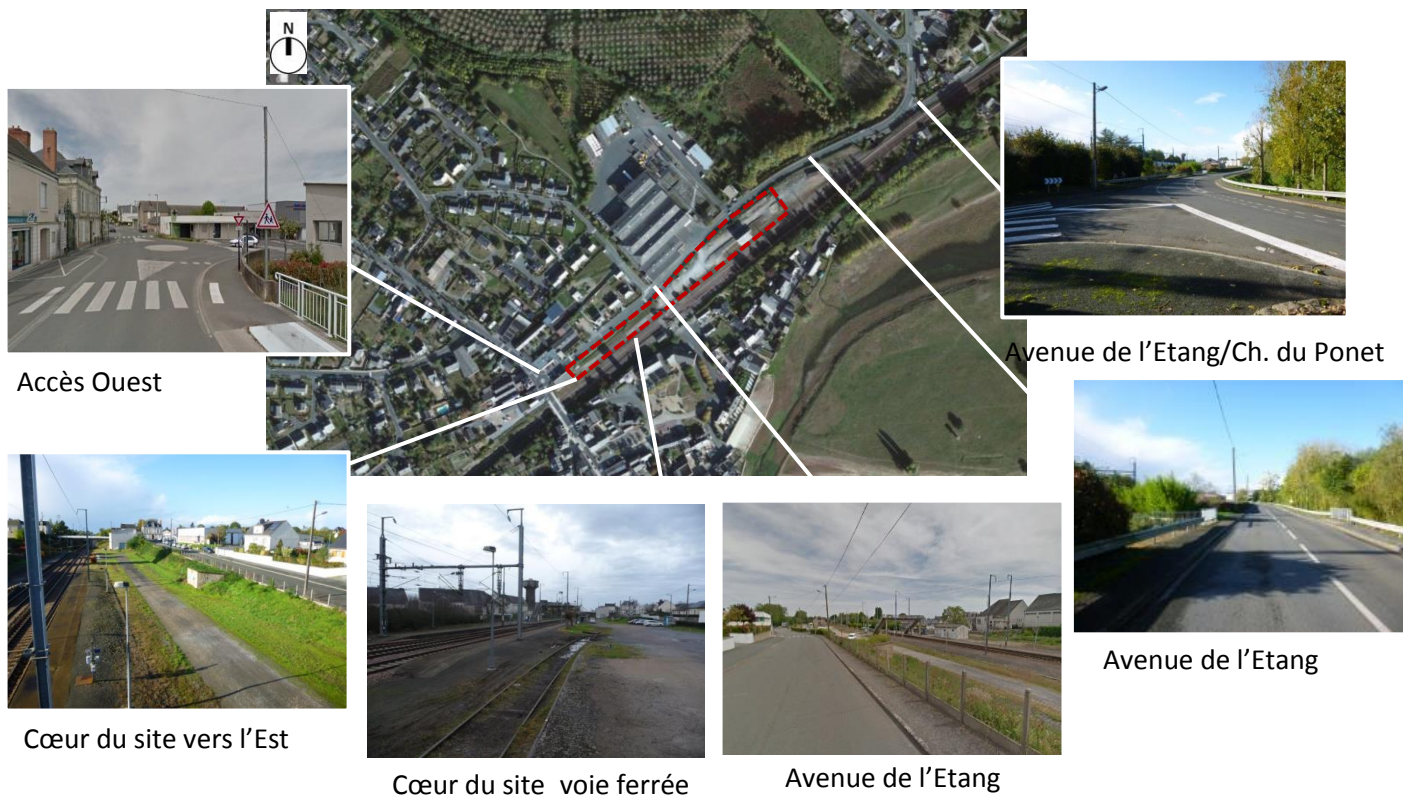 N
Accès Ouest
Avenue de l’Etang/Ch. du Ponet
Cœur du site vers l’Est
Cœur du site voie ferrée
Avenue de l’Etang
Avenue de l’Etang